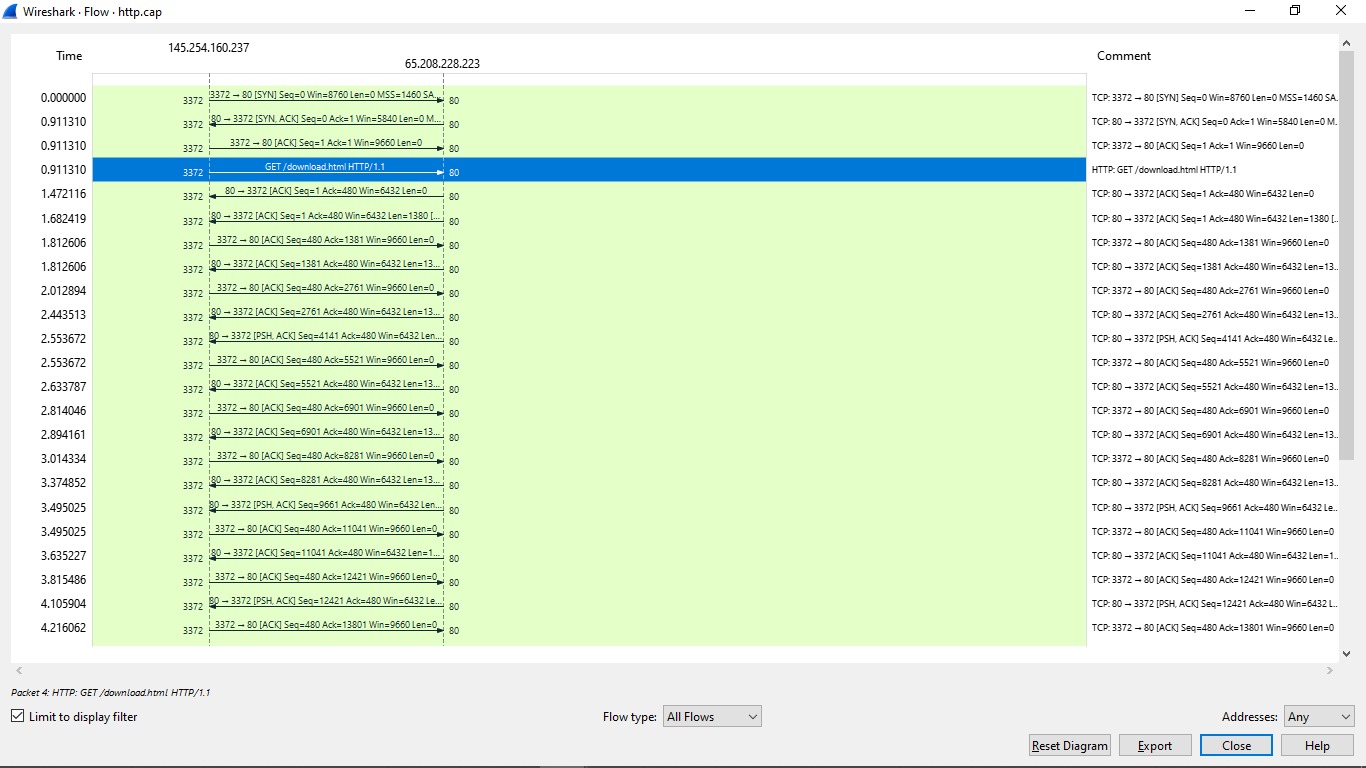 Wireshark · Flow · http.cap
145.254.160.237
Time 65.208.228.223 Comment
0.000000 3372 3372 → 80 [SYN] Seq=0 Win=8760 Len=0 MSS=1460 SA... 80 TCP: 3372 → 80 [SYN] Seq=0 Win=8760 Len=0 MSS=1460 SA..
0.911310 3372 80 → 3372 [SYN, ACK] Seq=0 Ack=1 Win=5840 Len=0 M... 80 TCP: 80 → 3372 [SYN, ACK] Seq=0 Ack=1 Win=5840 Len=0 M..
0.911310 3372 3372 → 80 [ACK] Seq=1 Ack=1 Win=9660 Len=0 80 TCP: 3372 → 80 [ACK] Seq=1 Ack=1 Win=9660 Len=0
0.911310 3372 GET /download.html HTTP/1.1 80 HTTP: GET /download.html HTTP/1.1
1.472116 3372 80 → 3372 [ACK] Seq=1 Ack=480 Win=6432 Len=0 80 TCP: 80 → 3372 [ACK] Seq=1 Ack=480 Win=6432 Len=0
1.682419 3372 80 → 3372 [ACK] Seq=1 Ack=480 Win=6432 Len=1380 [... 80 TCP: 80 → 3372 [ACK] Seq=1 Ack=480 Win=6432 Len=1380 [..
1.812606 3372 3372 → 80 [ACK] Seq=480 Ack=1381 Win=9660 Len=0 80 TCP: 3372 → 80 [ACK] Seq=480 Ack=1381 Win=9660 Len=0
1.812606 3372 80 → 3372 [ACK] Seq=1381 Ack=480 Win=6432 Len=13... 80 TCP: 80 → 3372 [ACK] Seq=1381 Ack=480 Win=6432 Len=13..
2.012894 3372 3372 → 80 [ACK] Seq=480 Ack=2761 Win=9660 Len=0 80 TCP: 3372 → 80 [ACK] Seq=480 Ack=2761 Win=9660 Len=0
2.443513 3372 80 → 3372 [ACK] Seq=2761 Ack=480 Win=6432 Len=13... 80 TCP: 80 → 3372 [ACK] Seq=2761 Ack=480 Win=6432 Len=13..
2.553672 3372 80 → 3372 [PSH, ACK] Seq=4141 Ack=480 Win=6432 Len... 80 TCP: 80 → 3372 [PSH, ACK] Seq=4141 Ack=480 Win=6432 Le..
2.553672 3372 3372 → 80 [ACK] Seq=480 Ack=5521 Win=9660 Len=0 80 TCP: 3372 → 80 [ACK] Seq=480 Ack=5521 Win=9660 Len=0
2.633787 3372 80 → 3372 [ACK] Seq=5521 Ack=480 Win=6432 Len=13... 80 TCP: 80 → 3372 [ACK] Seq=5521 Ack=480 Win=6432 Len=13..
2.814046 3372 3372 → 80 [ACK] Seq=480 Ack=6901 Win=9660 Len=0 80 TCP: 3372 → 80 [ACK] Seq=480 Ack=6901 Win=9660 Len=0
2.894161 3372 80 → 3372 [ACK] Seq=6901 Ack=480 Win=6432 Len=13... 80 TCP: 80 → 3372 [ACK] Seq=6901 Ack=480 Win=6432 Len=13..
3.014334 3372 3372 → 80 [ACK] Seq=480 Ack=8281 Win=9660 Len=0 80 TCP: 3372 → 80 [ACK] Seq=480 Ack=8281 Win=9660 Len=0
3.374852 3372 80 → 3372 [ACK] Seq=8281 Ack=480 Win=6432 Len=13... 80 TCP: 80 → 3372 [ACK] Seq=8281 Ack=480 Win=6432 Len=13..
3.495025 3372 80 → 3372 [PSH, ACK] Seq=9661 Ack=480 Win=6432 Len... 80 TCP: 80 → 3372 [PSH, ACK] Seq=9661 Ack=480 Win=6432 Le..
3.495025 3372 3372 → 80 [ACK] Seq=480 Ack=11041 Win=9660 Len=0 80 TCP: 3372 → 80 [ACK] Seq=480 Ack=11041 Win=9660 Len=0
3.635227 3372 80 → 3372 [ACK] Seq=11041 Ack=480 Win=6432 Len=1... 80 TCP: 80 → 3372 [ACK] Seq=11041 Ack=480 Win=6432 Len=1..
3.815486 3372 3372 → 80 [ACK] Seq=480 Ack=12421 Win=9660 Len=0 80 TCP: 3372 → 80 [ACK] Seq=480 Ack=12421 Win=9660 Len=0
4.105904 3372 80 → 3372 [PSH, ACK] Seq=12421 Ack=480 Win=6432 Le... 80 TCP: 80 → 3372 [PSH, ACK] Seq=12421 Ack=480 Win=6432 L..
4.216062 3372 3372 → 80 [ACK] Seq=480 Ack=13801 Win=9660 Len=0 80 TCP: 3372 → 80 [ACK] Seq=480 Ack=13801 Win=9660 Len=0
Packet 4: HTTP: GET /download.html HTTP/1.1
Limit to display filter Flow type: All Flows Addresses: Any
Reset Diagram Export Close Help